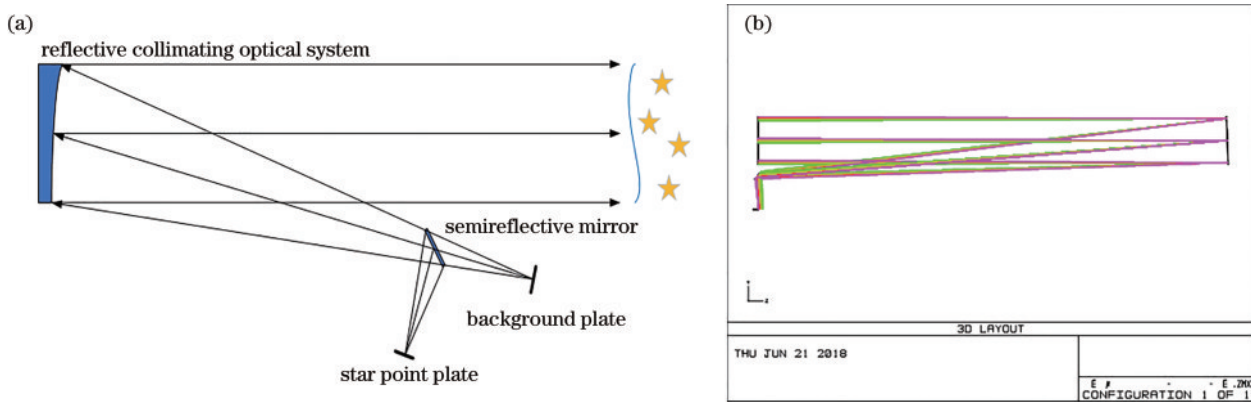 (a)
reflective collimating optical system
semireflective mirror
background plate
star point plate
(b)
3D LAYOUT
THU JUN 21 2018
CONFIGURATION 1 OF 1